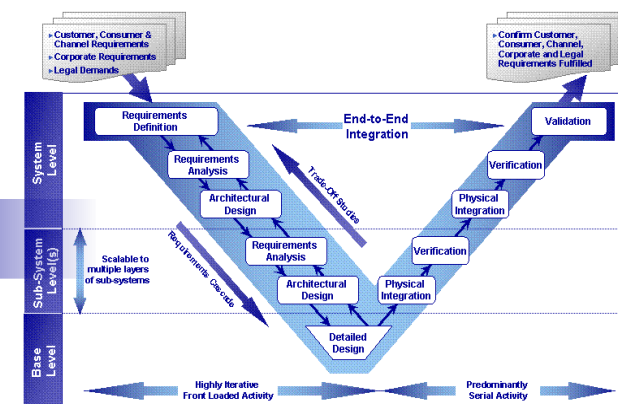 Customer, Consumer &
Channel Requirements
Corporate Requirements
Legal Demands
Confirm Customer,
Consumer, Channel,
Corporate and Legal
Requirements Fulfilled
System
Level
Requirements
Definition
End-to-End
Integration
Validation
Requirements
Analysis
Verification
Architectural
Design
Trade-Off Studies
Physical
Integration
Sub-System
Level(s)
Scalable to
multiple layers
of sub-systems
Requirements Cascade
Requirements
Analysis
Verification
Architectural
Design
Physical
Integration
Base
Level
Detailed
Design
Highly Iterative
Front Loaded Activity
Predominantly
Serial Activity